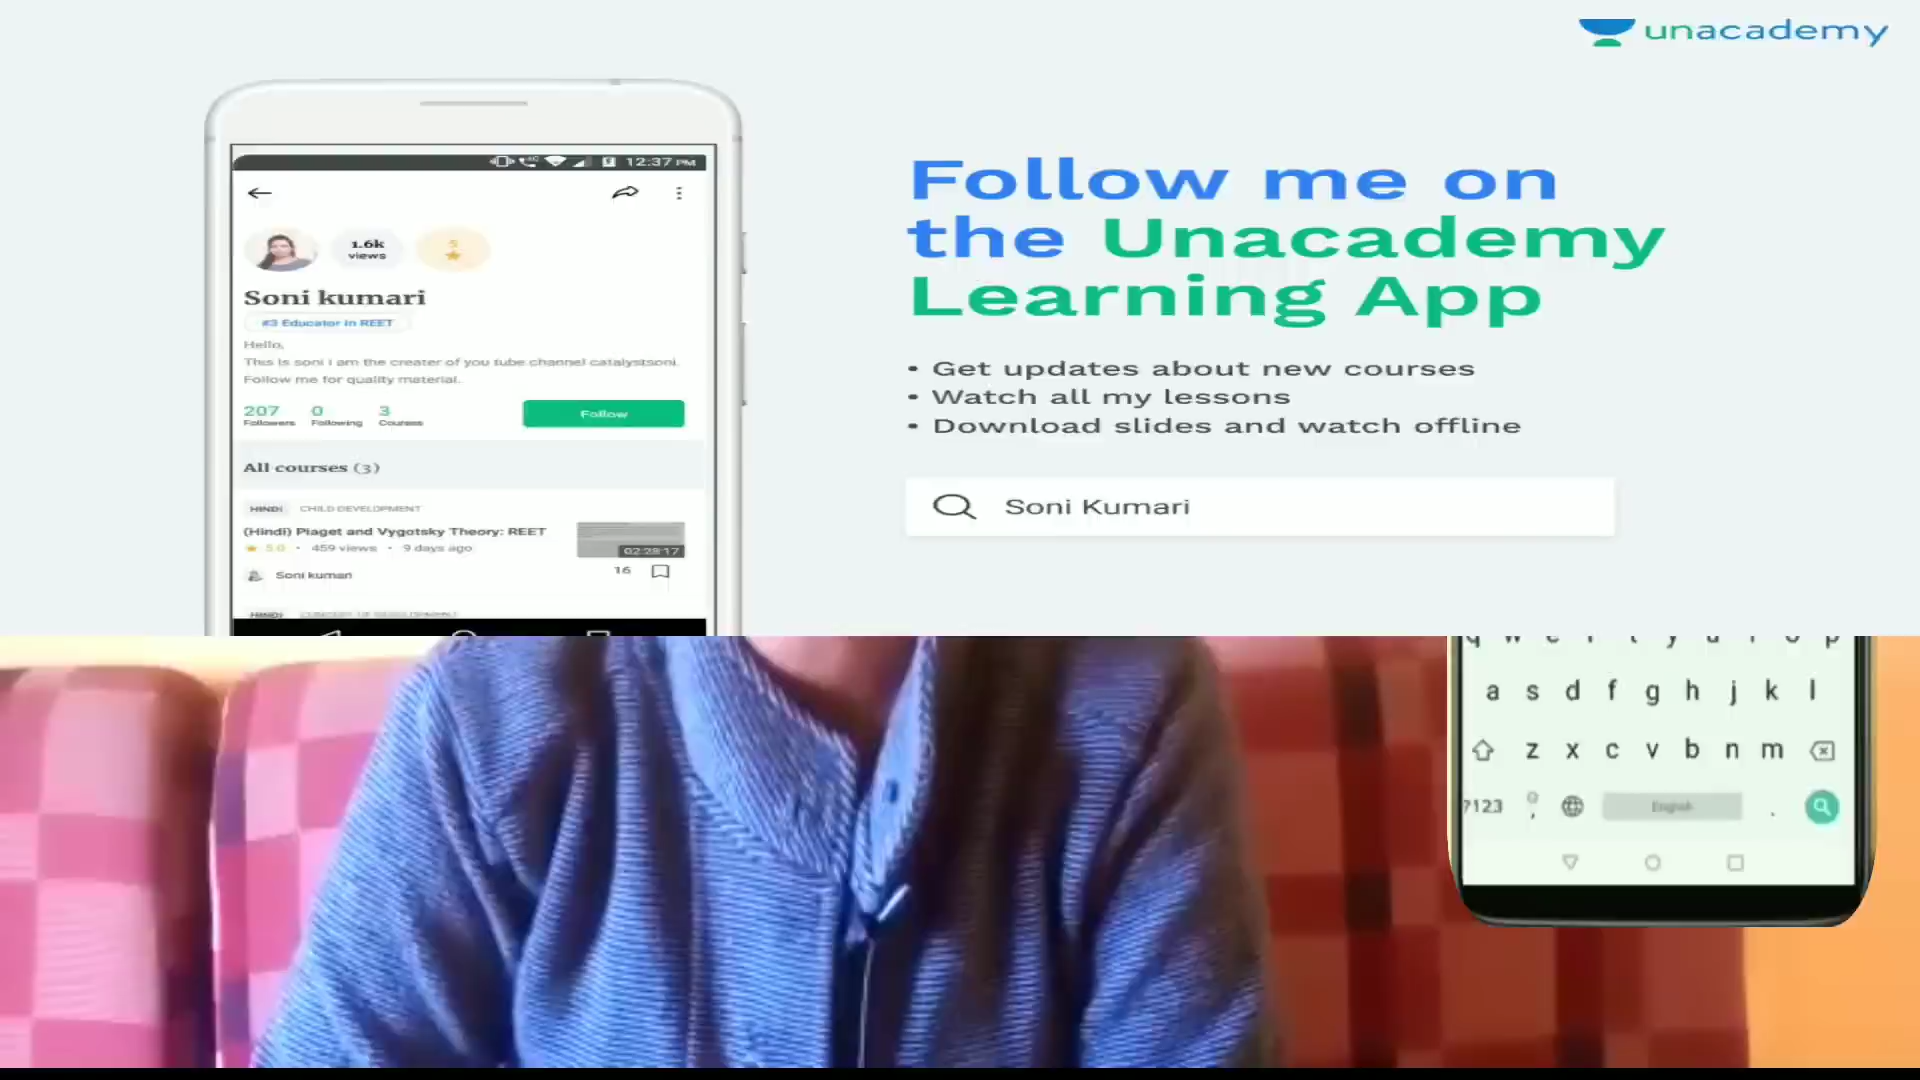 unacademy
12:37 PM
1.6k
views
5
Soni kumari
#3 Educator in REET
Hello,
This is soni i am the creater of you tube channel catalystsoni.
Follow me for quality material.
207
Followers
0
Following
3
Courses
Follow
All courses (3)
HINDI CHILD DEVELOPMENT
(Hindi) Piaget and Vygotsky Theory: REET
5.0 • 459 views • 9 days ago
02:28:17
Soni kumari
16
HINDI
Follow me on
the Unacademy
Learning App
• Get updates about new courses
• Watch all my lessons
• Download slides and watch offline
Soni Kumari
q w e r t y u i o p
a s d f g h j k l
z x c v b n m
?123 , English .